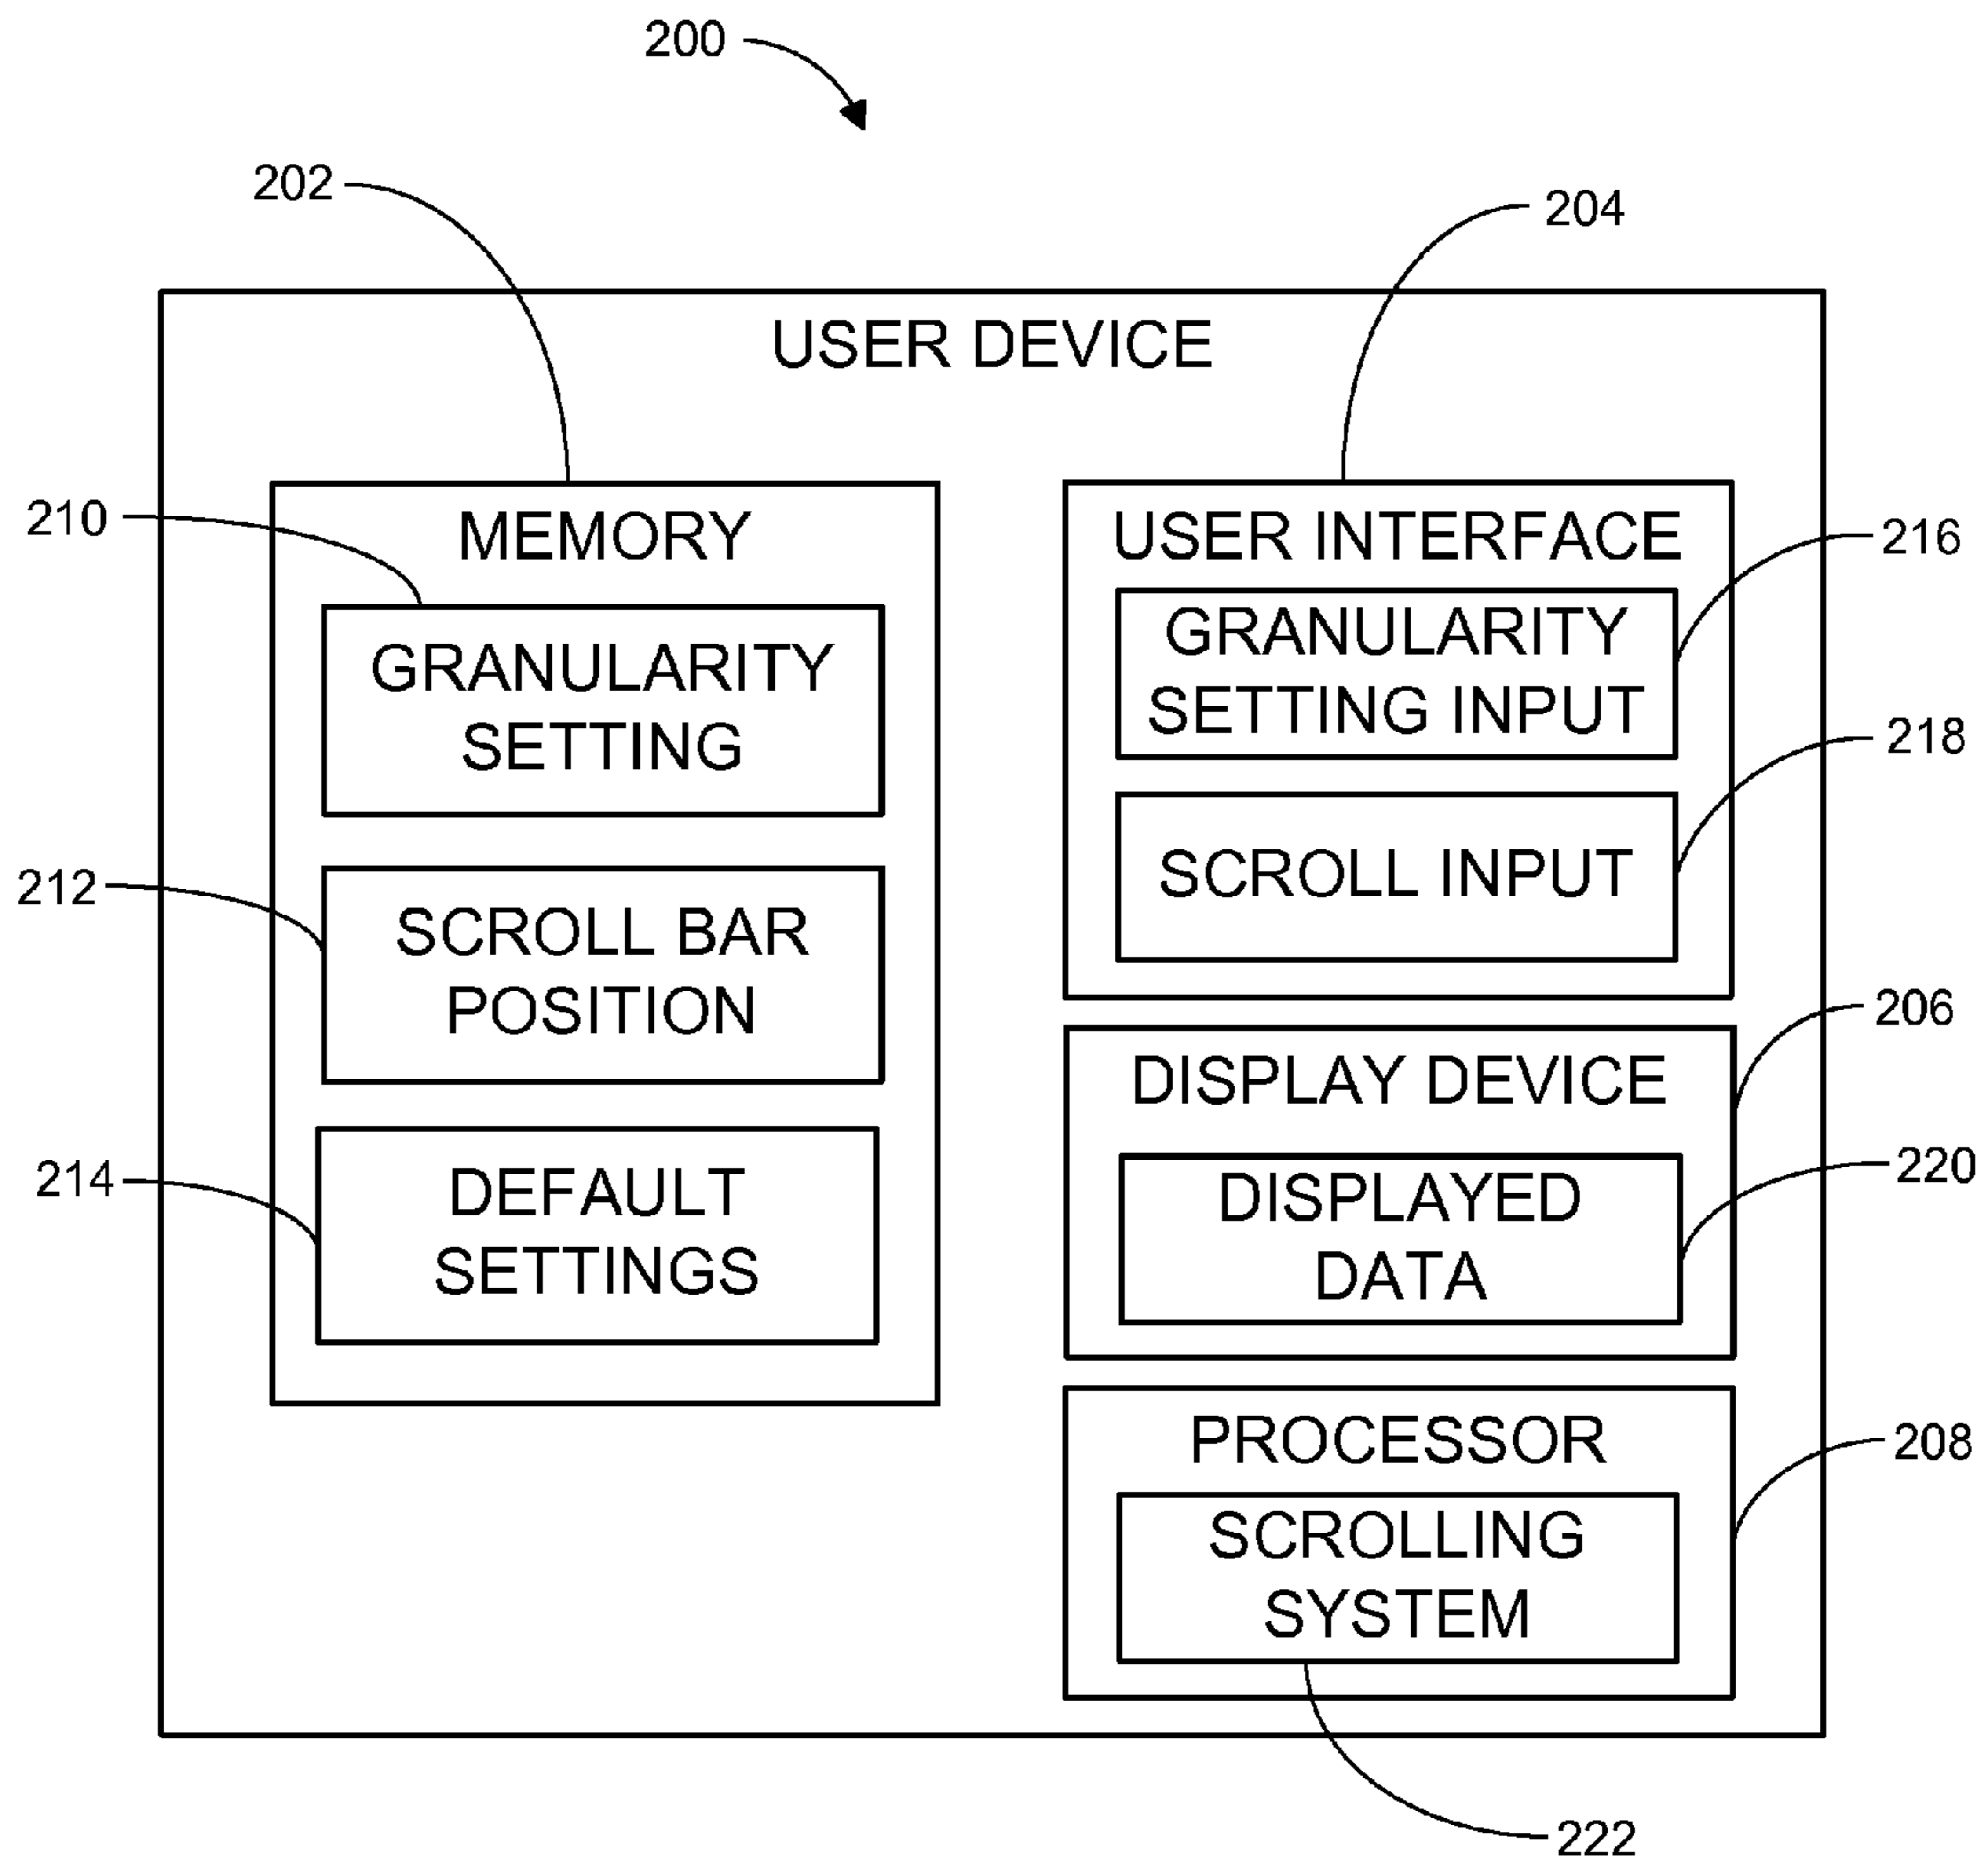 200
202
204
USER DEVICE
210
MEMORY
GRANULARITY
SETTING
212
SCROLL BAR
POSITION
214
DEFAULT
SETTINGS
USER INTERFACE
216
GRANULARITY
SETTING INPUT
218
SCROLL INPUT
206
DISPLAY DEVICE
220
DISPLAYED
DATA
208
PROCESSOR
SCROLLING
SYSTEM
222